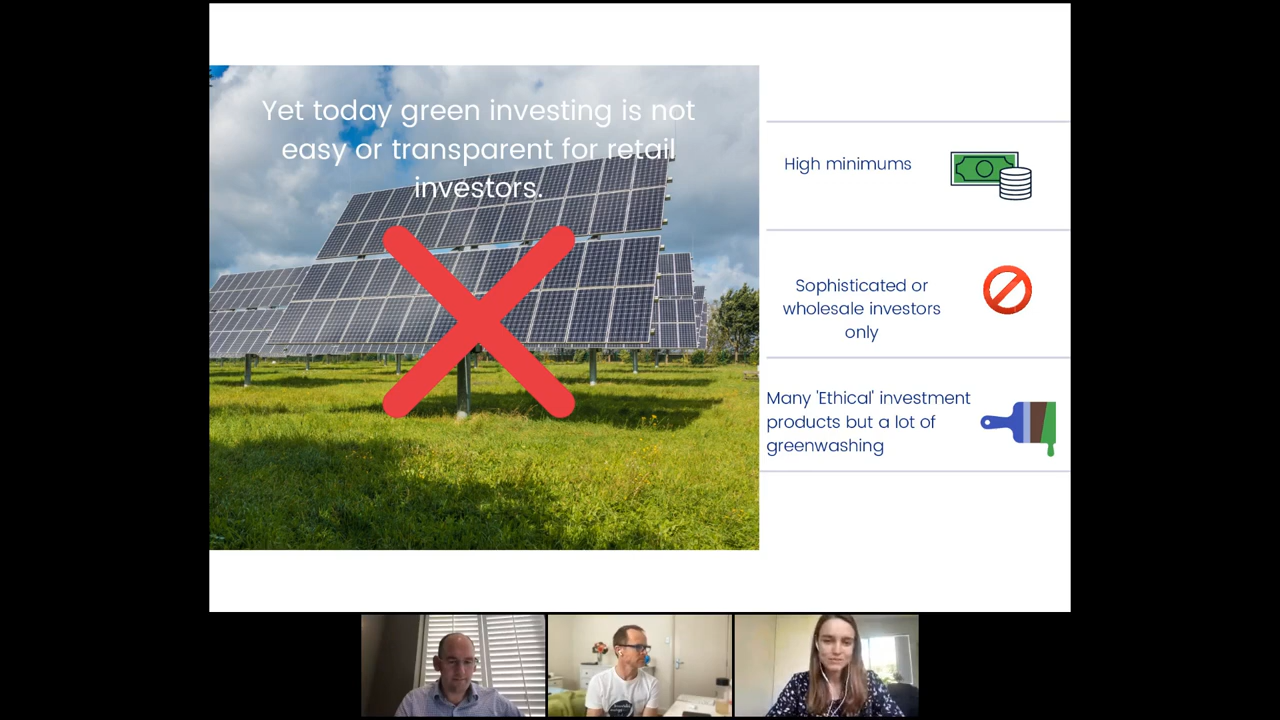 Yet today green investing is not
easy or transparent for retail
investors.
High minimums
Sophisticated or
wholesale investors
only
Many 'Ethical' investment
products but a lot of
greenwashing